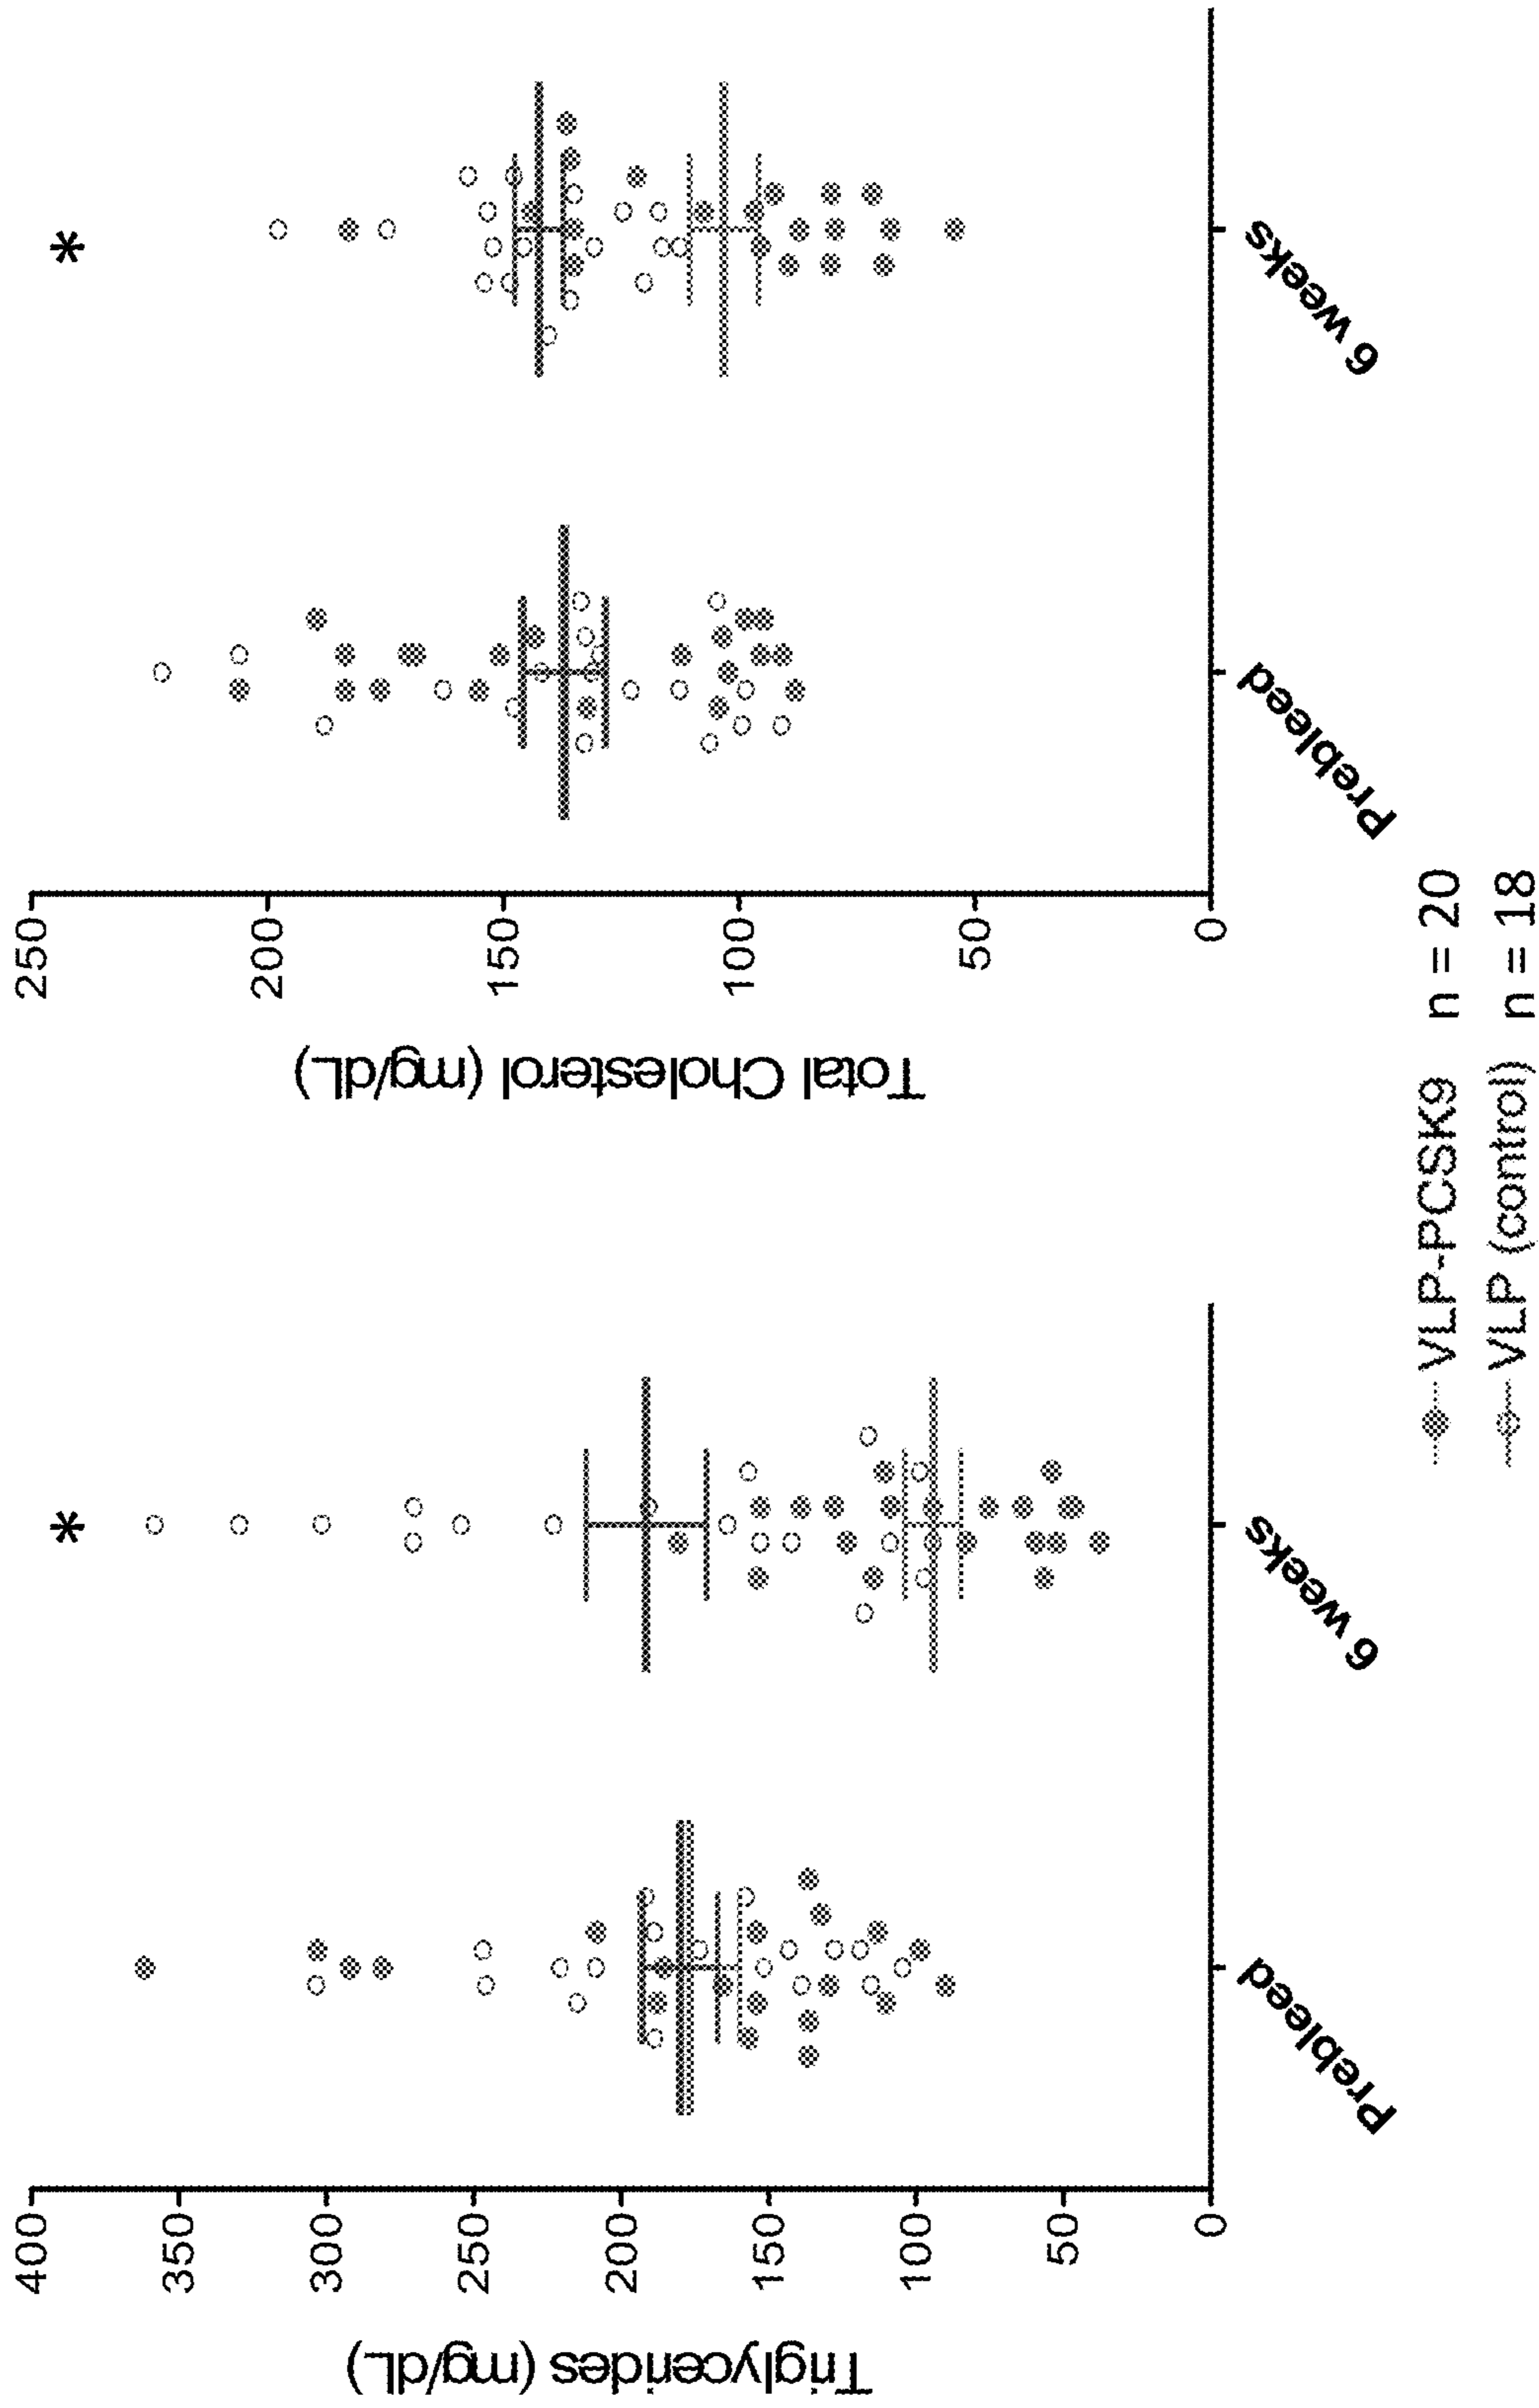 Triglycerides (mg/dL)
400
350
300
250
200
150
100
50
0
*
Prebleed
6 weeks
Total Cholesterol (mg/dL)
250
200
150
100
50
0
*
Prebleed
6 weeks
VLP-PCSK9 n = 20
VLP (control) n = 18